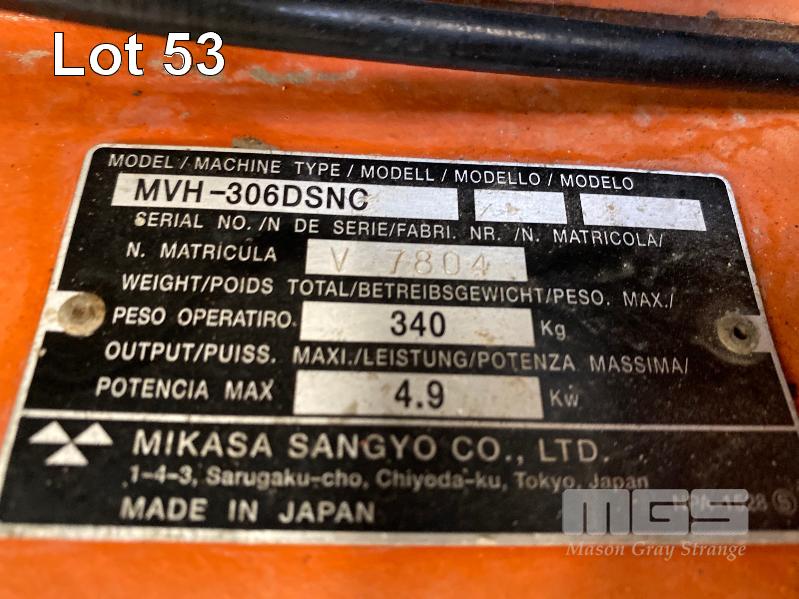 Lot 53
MODEL / MACHINE TYPE / MODELL / MODELLO / MODELO
MVH-306DSNC
SERIAL NO. /N DE SERIE/FABRI. NR. /N. MATRICOLA/
N. MATRÍCULA V 7804
WEIGHT/POIDS TOTAL/BETREIBSGEWICHT/PESO. MAX./
PESO OPERATIRO 340 Kg
OUTPUT/PUISS. MAXI./LEISTUNG/POTENZA MASSIMA/
POTENCIA MAX 4.9 Kw
MIKASA SANGYO CO., LTD.
1-4-3, Sarugaku-cho, Chiyoda-ku, Tokyo, Japan
MADE IN JAPAN
MGS
Mason Gray Strange